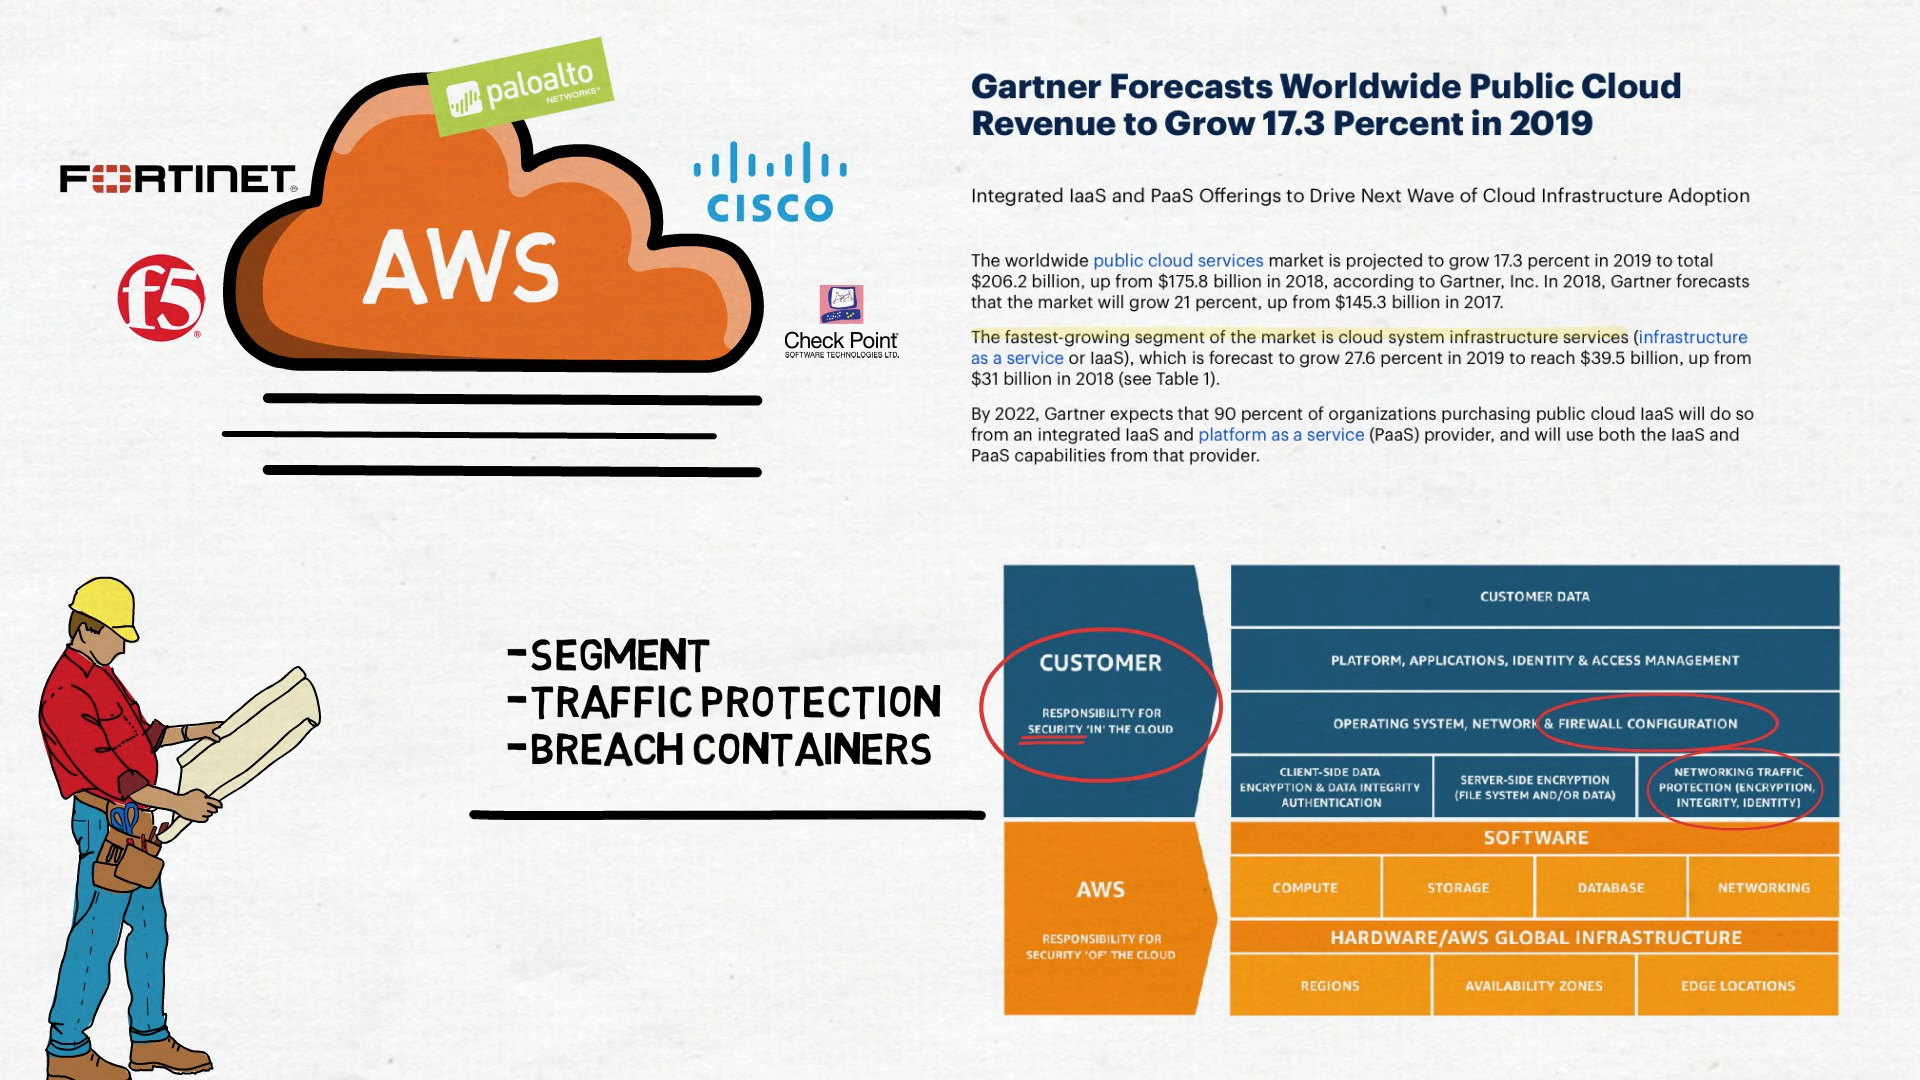 paloalto
NETWORKS®
FORTINET®
CISCO
AWS
f5®
Check Point
SOFTWARE TECHNOLOGIES LTD.
Gartner Forecasts Worldwide Public Cloud
Revenue to Grow 17.3 Percent in 2019
Integrated IaaS and PaaS Offerings to Drive Next Wave of Cloud Infrastructure Adoption
The worldwide public cloud services market is projected to grow 17.3 percent in 2019 to total
$206.2 billion, up from $175.8 billion in 2018, according to Gartner, Inc. In 2018, Gartner forecasts
that the market will grow 21 percent, up from $145.3 billion in 2017.
The fastest-growing segment of the market is cloud system infrastructure services (infrastructure
as a service or IaaS), which is forecast to grow 27.6 percent in 2019 to reach $39.5 billion, up from
$31 billion in 2018 (see Table 1).
By 2022, Gartner expects that 90 percent of organizations purchasing public cloud IaaS will do so
from an integrated IaaS and platform as a service (PaaS) provider, and will use both the IaaS and
PaaS capabilities from that provider.
-SEGMENT
-TRAFFIC PROTECTION
-BREACH CONTAINERS
CUSTOMER
RESPONSIBILITY FOR
SECURITY 'IN' THE CLOUD
CUSTOMER DATA
PLATFORM, APPLICATIONS, IDENTITY & ACCESS MANAGEMENT
OPERATING SYSTEM, NETWORK & FIREWALL CONFIGURATION
CLIENT-SIDE DATA
ENCRYPTION & DATA INTEGRITY
AUTHENTICATION
SERVER-SIDE ENCRYPTION
(FILE SYSTEM AND/OR DATA)
NETWORKING TRAFFIC
PROTECTION (ENCRYPTION,
INTEGRITY, IDENTITY)
AWS
RESPONSIBILITY FOR
SECURITY 'OF' THE CLOUD
SOFTWARE
COMPUTE
STORAGE
DATABASE
NETWORKING
HARDWARE/AWS GLOBAL INFRASTRUCTURE
REGIONS
AVAILABILITY ZONES
EDGE LOCATIONS